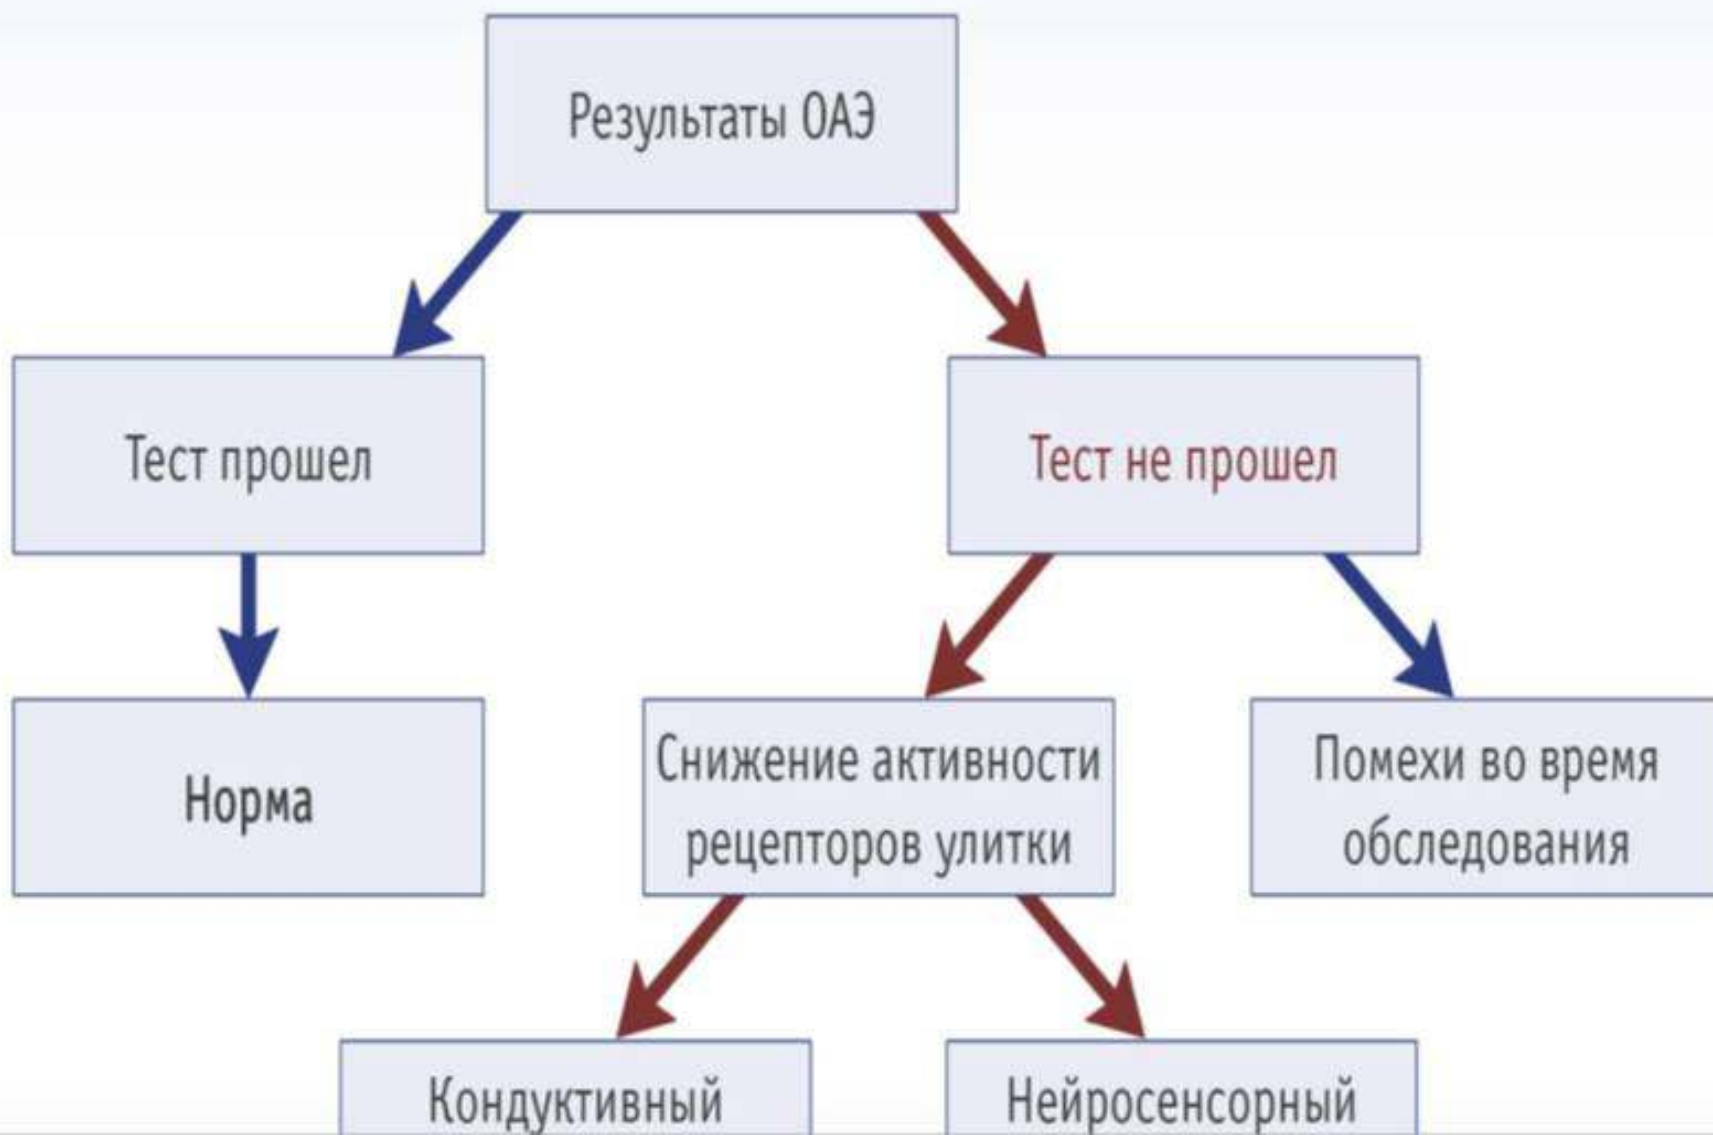 Результаты ОАЭ
Тест прошел
Тест не прошел
Норма
Снижение активности
рецепторов улитки
Помехи во время
обследования
Кондуктивный
Нейросенсорный